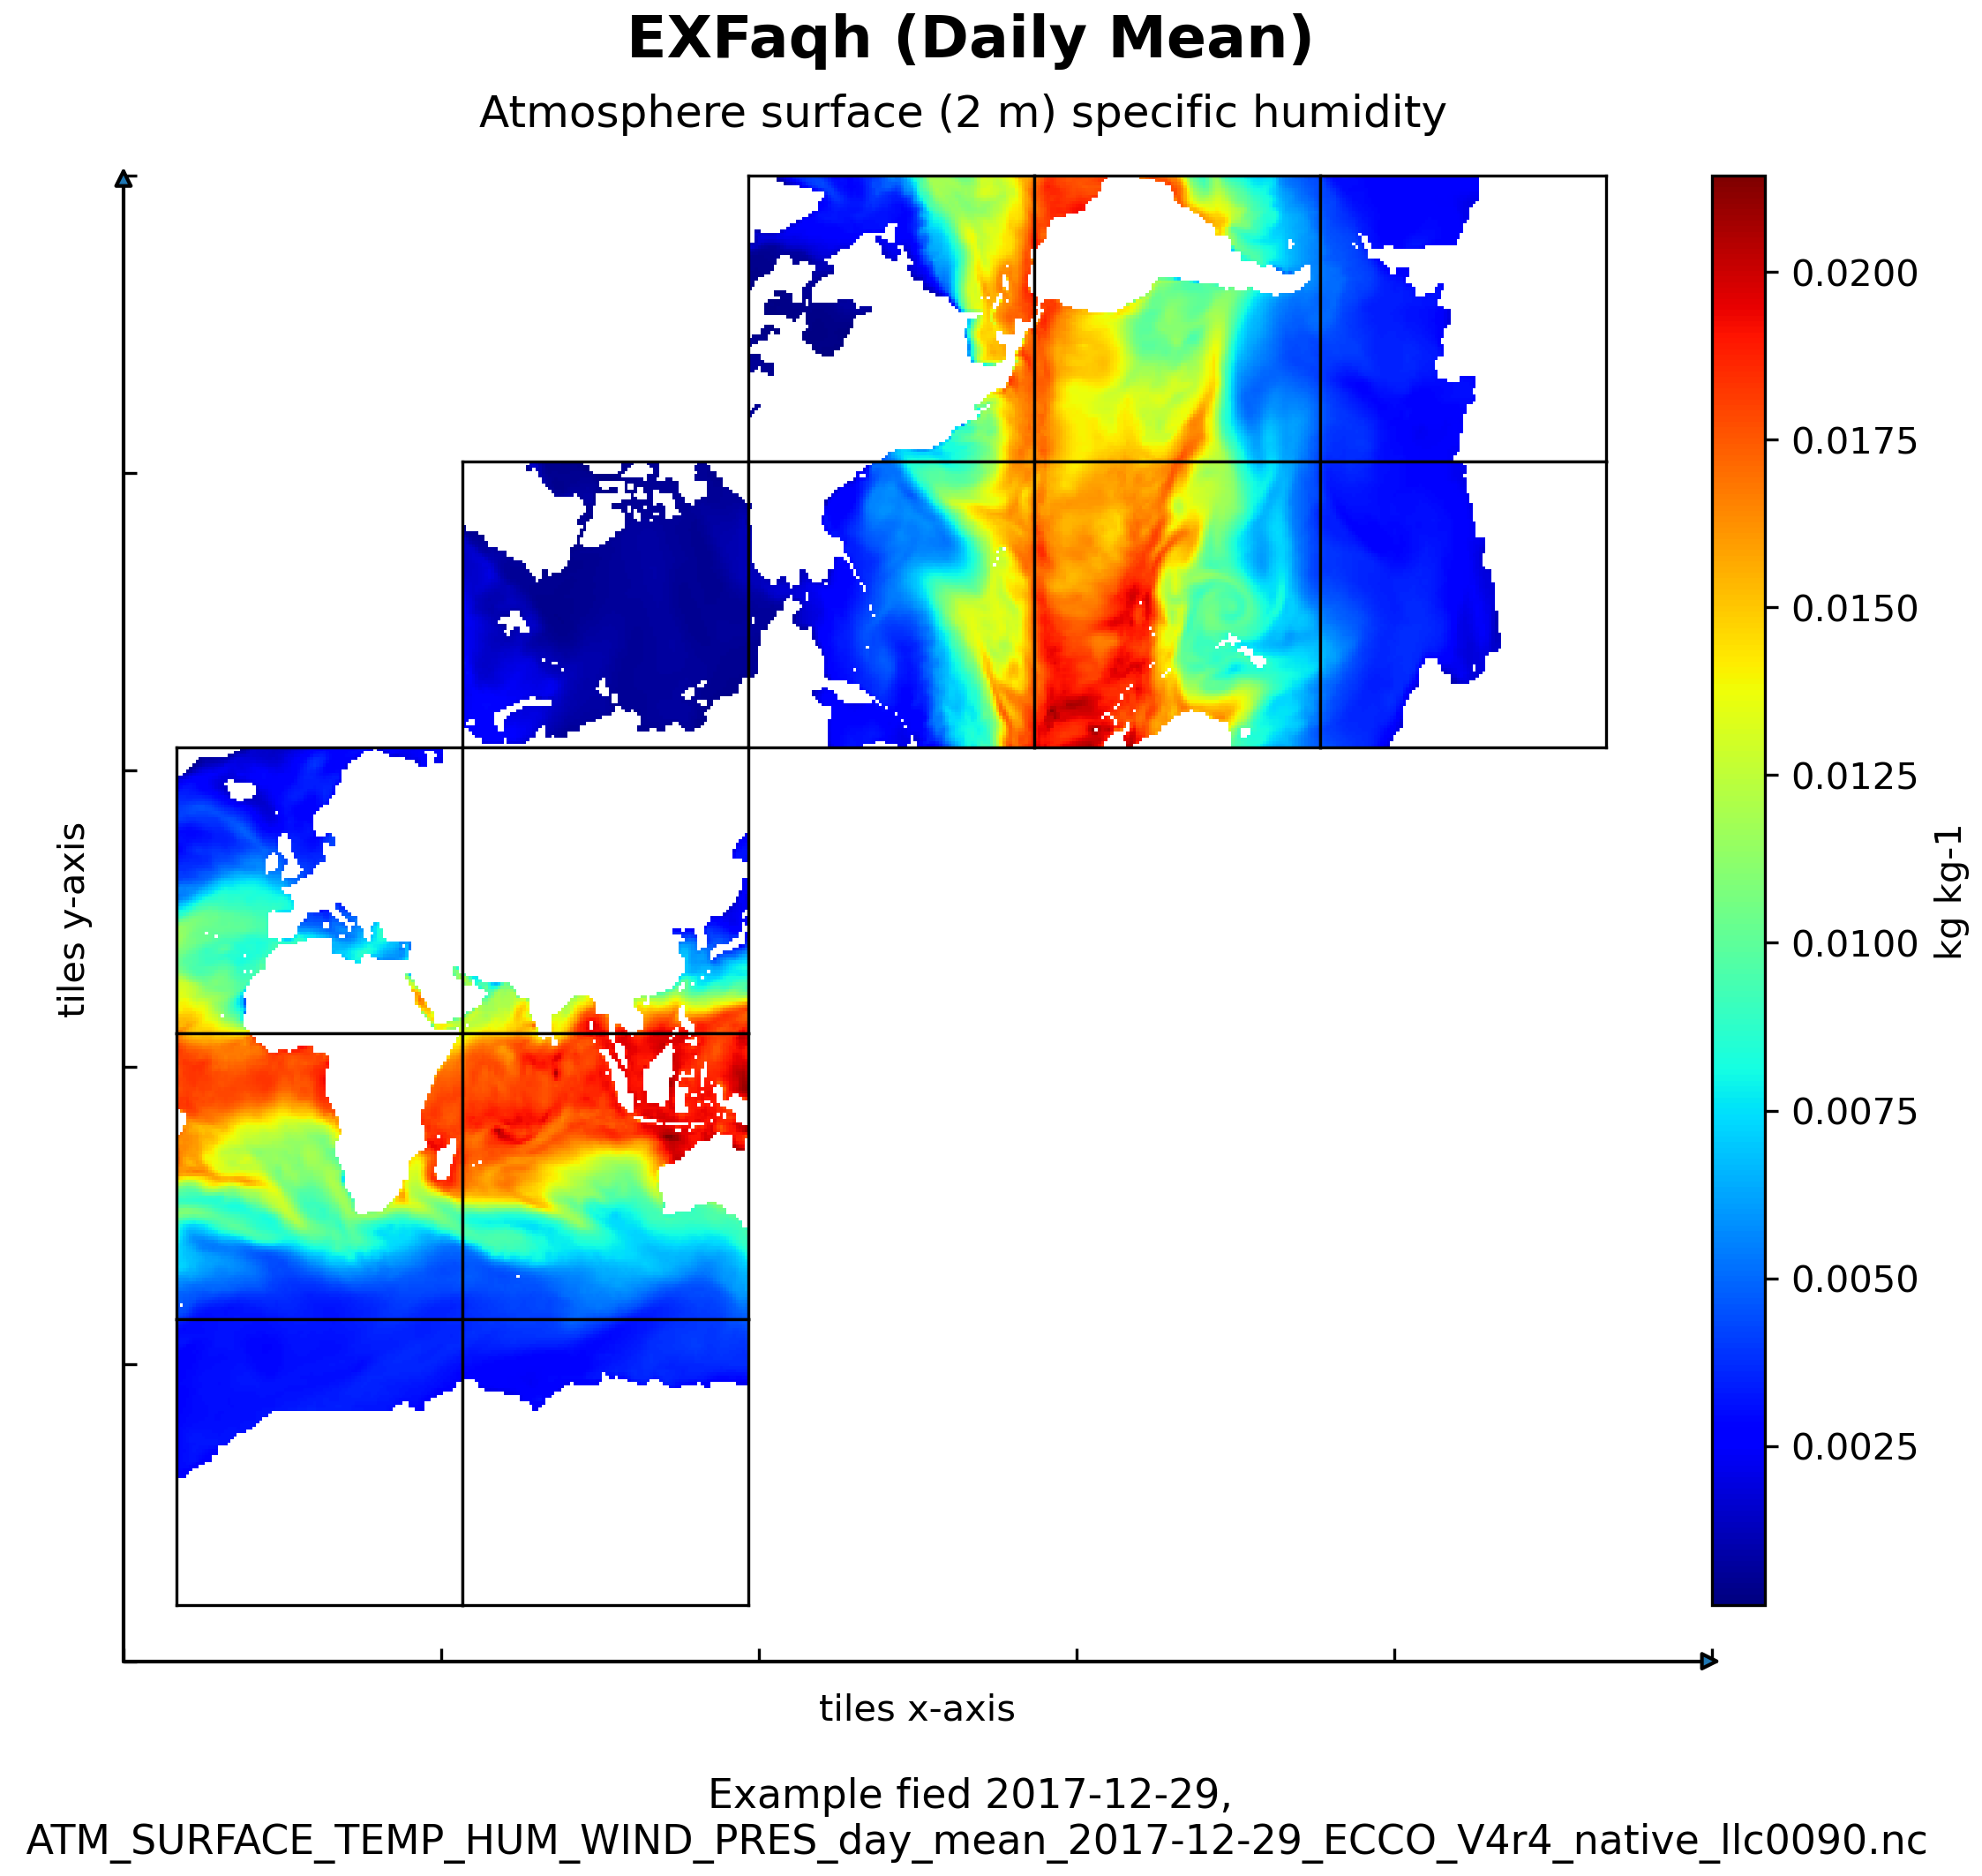 EXFaqh (Daily Mean)
Atmosphere surface (2 m) specific humidity
tiles y-axis
0.0200
0.0175
0.0150
0.0125
0.0100
0.0075
0.0050
0.0025
kg kg-1
tiles x-axis
Example fied 2017-12-29,
ATM_SURFACE_TEMP_HUM_WIND_PRES_day_mean_2017-12-29_ECCO_V4r4_native_llc0090.nc